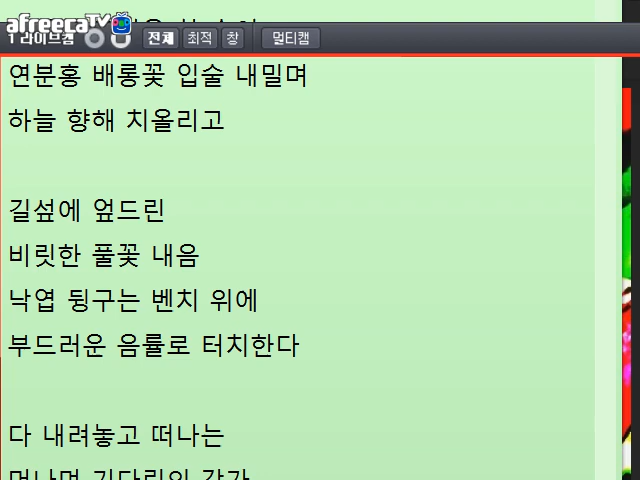 afreecaTV
1 라이브캠 전체 최적 창 멀티캠
연분홍 배롱꽃 입술 내밀며
하늘 향해 치올리고
길섶에 엎드린
비릿한 풀꽃 내음
낙엽 뒹구는 벤치 위에
부드러운 음률로 터치한다
다 내려놓고 떠나는